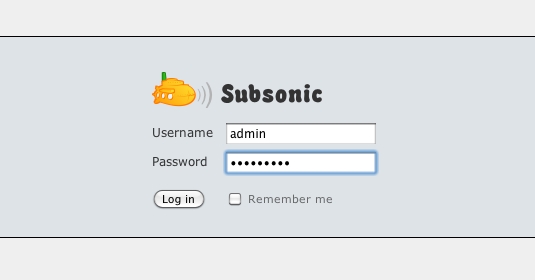 Subsonic
Username admin
Password •••••••••
Log in Remember me